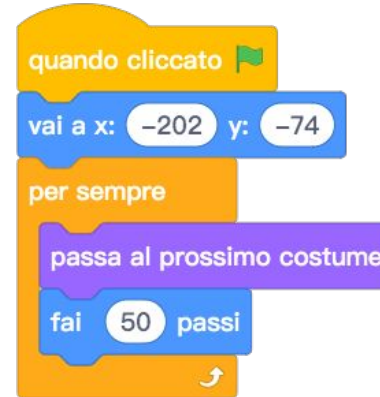 quando cliccato
vai a x: -202 y: -74
per sempre
passa al prossimo costume
fai 50 passi